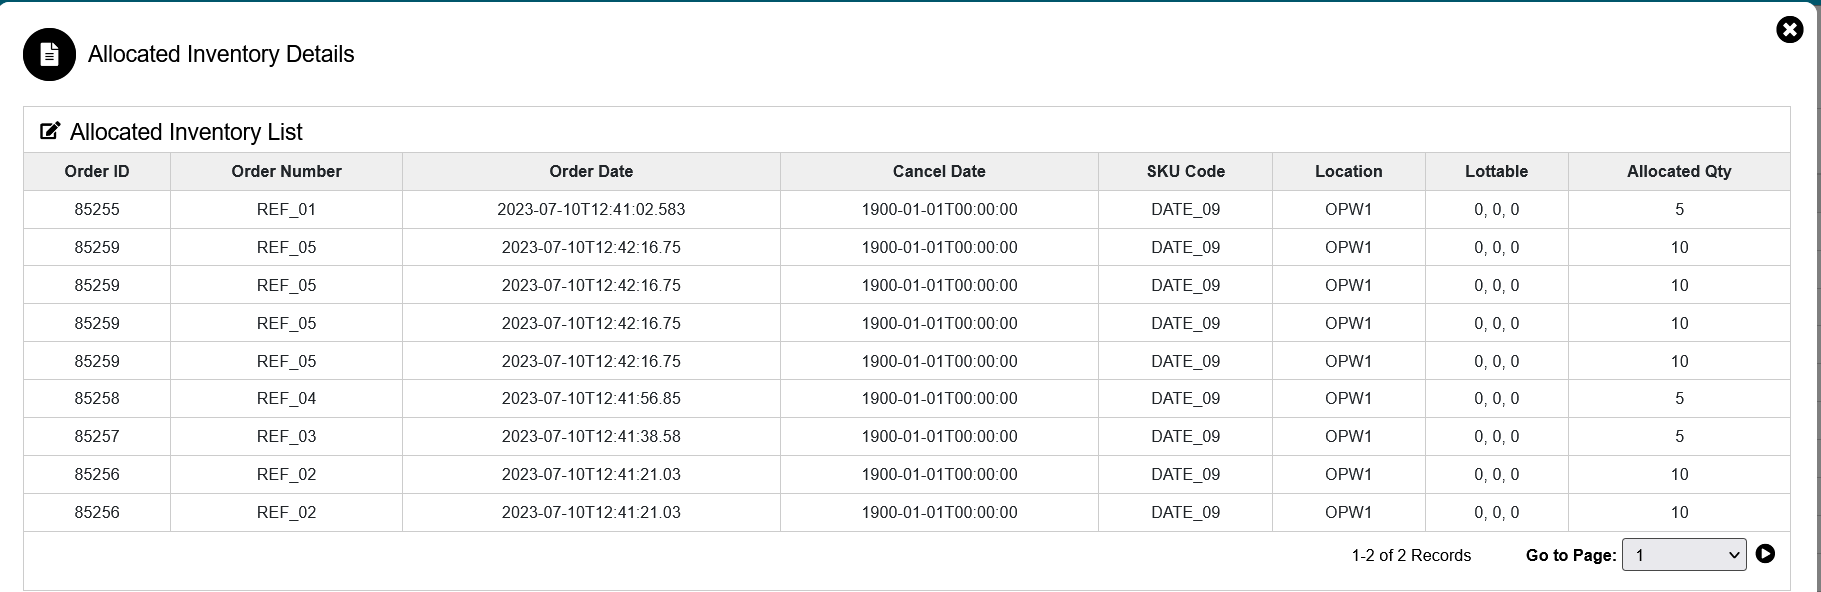 Allocated Inventory Details
Allocated Inventory List
Order ID Order Number Order Date Cancel Date SKU Code Location Lottable Allocated Qty
85255 REF_01 2023-07-10T12:41:02.583 1900-01-01T00:00:00 DATE_09 OPW1 0, 0, 0 5
85259 REF_05 2023-07-10T12:42:16.75 1900-01-01T00:00:00 DATE_09 OPW1 0, 0, 0 10
85259 REF_05 2023-07-10T12:42:16.75 1900-01-01T00:00:00 DATE_09 OPW1 0, 0, 0 10
85259 REF_05 2023-07-10T12:42:16.75 1900-01-01T00:00:00 DATE_09 OPW1 0, 0, 0 10
85259 REF_05 2023-07-10T12:42:16.75 1900-01-01T00:00:00 DATE_09 OPW1 0, 0, 0 10
85258 REF_04 2023-07-10T12:41:56.85 1900-01-01T00:00:00 DATE_09 OPW1 0, 0, 0 5
85257 REF_03 2023-07-10T12:41:38.58 1900-01-01T00:00:00 DATE_09 OPW1 0, 0, 0 5
85256 REF_02 2023-07-10T12:41:21.03 1900-01-01T00:00:00 DATE_09 OPW1 0, 0, 0 10
85256 REF_02 2023-07-10T12:41:21.03 1900-01-01T00:00:00 DATE_09 OPW1 0, 0, 0 10
1-2 of 2 Records Go to Page: 1